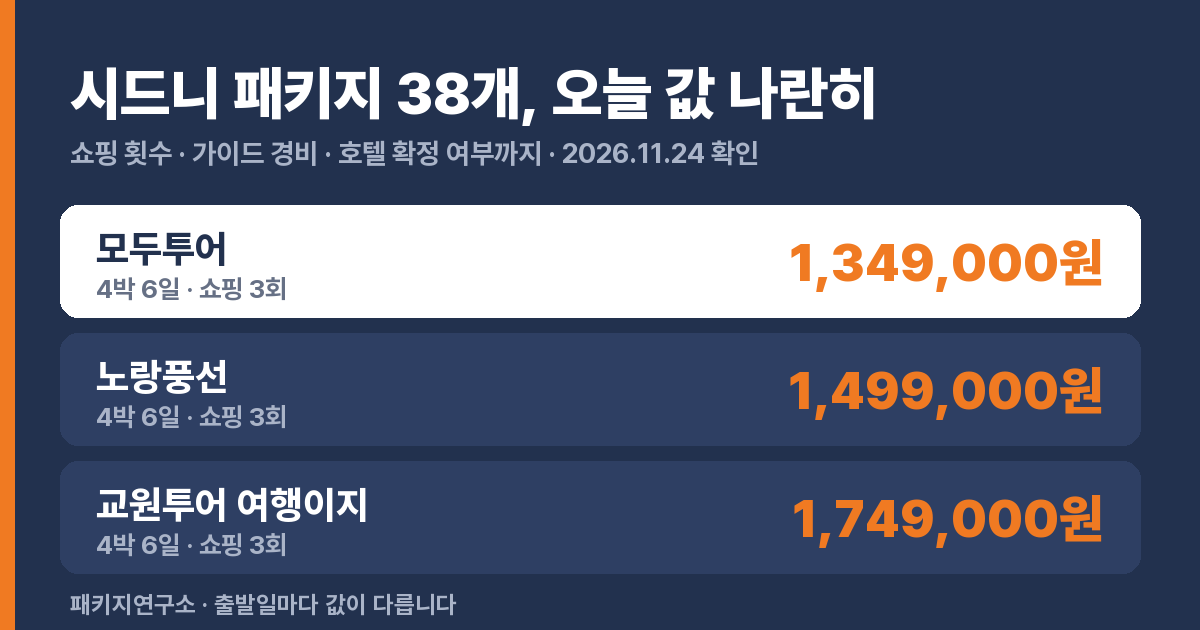 시드니 패키지 38개, 오늘 값 나란히
쇼핑 횟수 · 가이드 경비 · 호텔 확정 여부까지 · 2026.11.24 확인
모두투어
4박 6일 · 쇼핑 3회
1,349,000원
노랑풍선
4박 6일 · 쇼핑 3회
1,499,000원
교원투어 여행이지
4박 6일 · 쇼핑 3회
1,749,000원
패키지연구소 · 출발일마다 값이 다릅니다